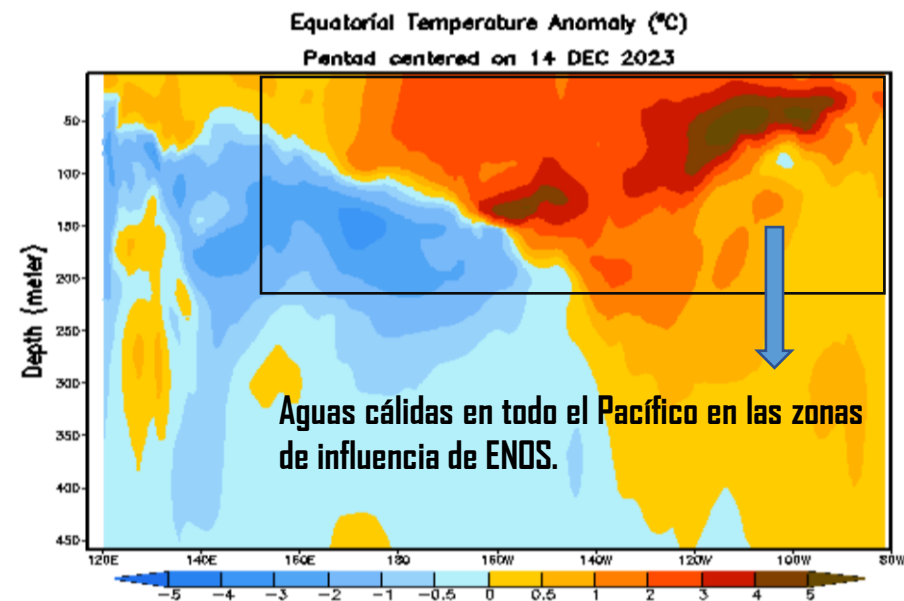 Equatorial Temperature Anomaly (°C)
Pentad centered on 14 DEC 2023
50
100
150
200
250
300
350
400
450
Depth (meter)
Aguas cálidas en todo el Pacífico en las zonas
de influencia de ENOS.
120E 140E 160E 180 160W 140W 120W 100W 80W
-5 -4 -3 -2 -1 -0.5 0 0.5 1 2 3 4 5